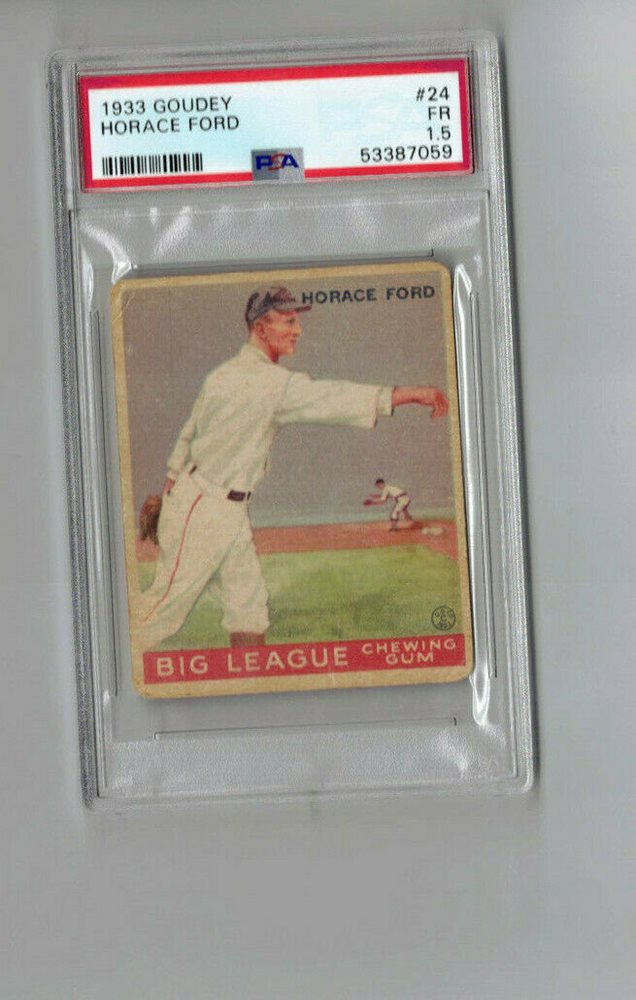 1933 GOUDEY
HORACE FORD
#24
FR
1.5
53387059
PSA
HORACE FORD
BIG LEAGUE CHEWING GUM